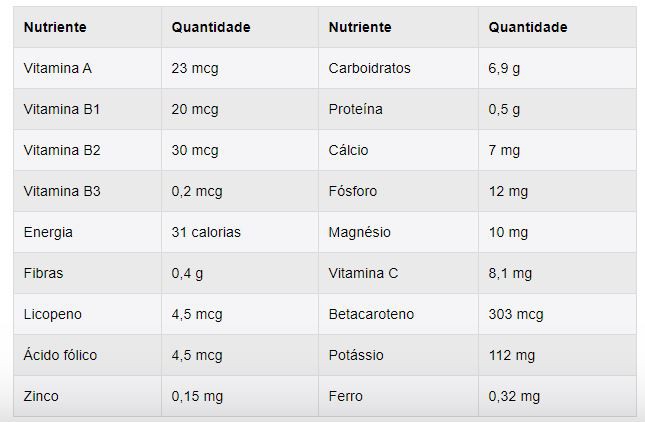 Nutriente Quantidade Nutriente Quantidade
Vitamina A 23 mcg Carboidratos 6,9 g
Vitamina B1 20 mcg Proteína 0,5 g
Vitamina B2 30 mcg Cálcio 7 mg
Vitamina B3 0,2 mcg Fósforo 12 mg
Energia 31 calorias Magnésio 10 mg
Fibras 0,4 g Vitamina C 8,1 mg
Licopeno 4,5 mcg Betacaroteno 303 mcg
Ácido fólico 4,5 mcg Potássio 112 mg
Zinco 0,15 mg Ferro 0,32 mg